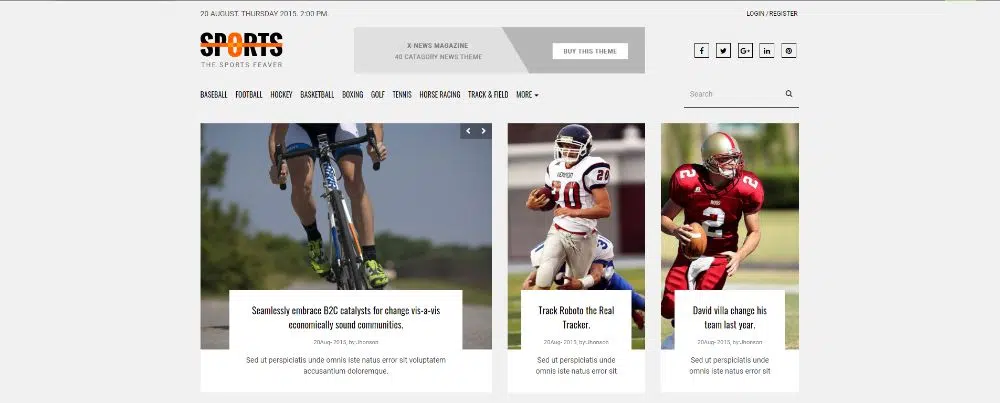 20 AUGUST. THURSDAY 2015. 2:00 PM.
LOGIN / REGISTER
SPORTS
THE SPORTS FEAVER
X-NEWS MAGAZINE
40 CATAGORY NEWS THEME
BUY THIS THEME
BASEBALL FOOTBALL HOCKEY BASKETBALL BOXING GOLF TENNIS HORSE RACING TRACK & FIELD MORE
Search
20
2
2
2
Seamlessly embrace B2C catalysts for change vis-a-vis
economically sound communities.
20Aug- 2015, by:Jhonson
Sed ut perspiciatis unde omnis iste natus error sit voluptatem
accusantium doloremque.
Track Roboto the Real
Tracker.
20Aug- 2015, by:Jhonson
Sed ut perspiciatis unde
omnis iste natus error sit.
David villa change his
team last year.
20Aug- 2015, by:Jhonson
Sed ut perspiciatis unde
omnis iste natus error sit